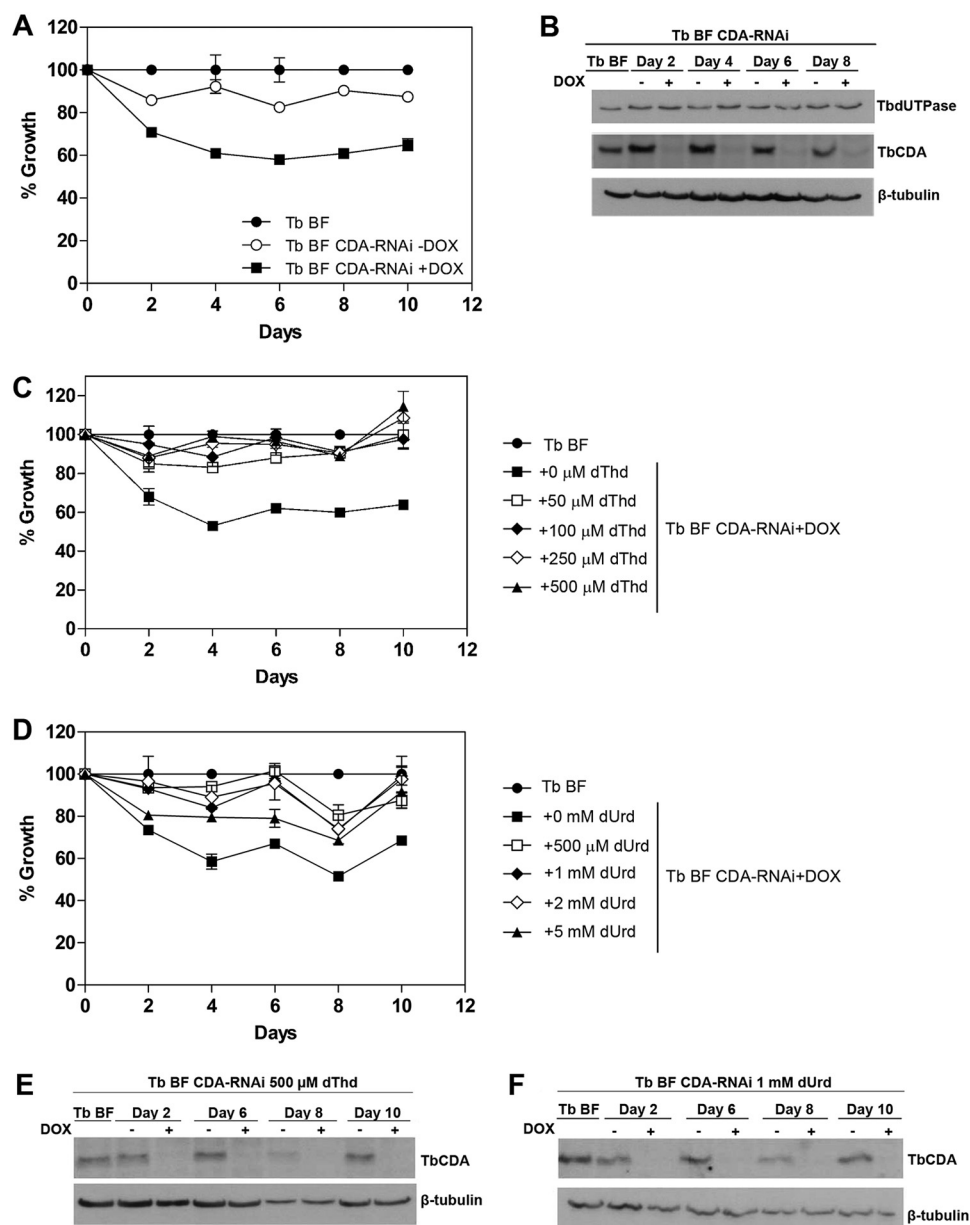 A
120
100
80
60
40
20
0
% Growth
0 2 4 6 8 10 12
Days
Tb BF
Tb BF CDA-RNAi -DOX
Tb BF CDA-RNAi +DOX
B
Tb BF CDA-RNAi
Tb BF Day 2 Day 4 Day 6 Day 8
DOX - + - + - + - +
TbdUTPase
TbCDA
β-tubulin
C
120
100
80
60
40
20
0
% Growth
0 2 4 6 8 10 12
Days
Tb BF
+0 μM dThd
+50 μM dThd
+100 μM dThd
+250 μM dThd
+500 μM dThd
Tb BF CDA-RNAi+DOX
D
120
100
80
60
40
20
0
% Growth
0 2 4 6 8 10 12
Days
Tb BF
+0 mM dUrd
+500 μM dUrd
+1 mM dUrd
+2 mM dUrd
+5 mM dUrd
Tb BF CDA-RNAi+DOX
E
Tb BF CDA-RNAi 500 μM dThd
Tb BF Day 2 Day 6 Day 8 Day 10
DOX - + - + - + - +
TbCDA
β-tubulin
F
Tb BF CDA-RNAi 1 mM dUrd
Tb BF Day 2 Day 6 Day 8 Day 10
DOX - + - + - + - +
TbCDA
β-tubulin